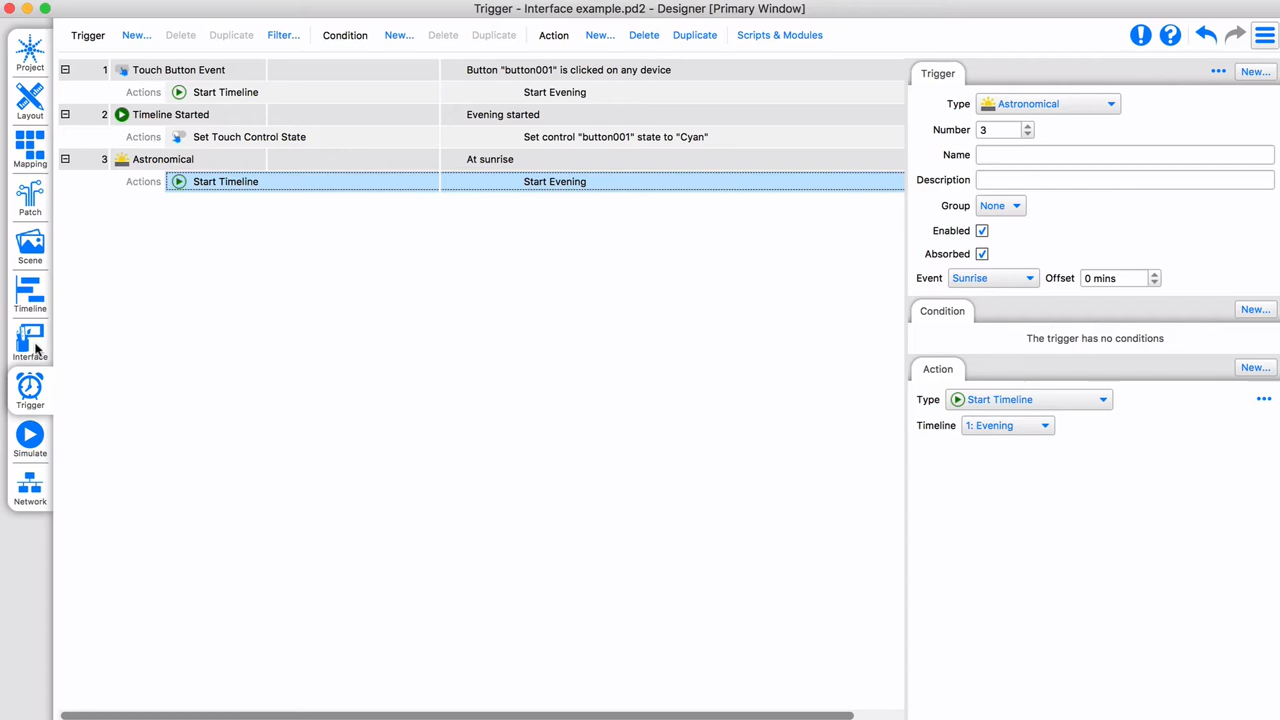 Trigger - Interface example.pd2 - Designer [Primary Window]
Trigger New... Delete Duplicate Filter... Condition New... Delete Duplicate Action New... Delete Duplicate Scripts & Modules
Project
Layout
Mapping
Patch
Scene
Timeline
Interface
Trigger
Simulate
Network
1 Touch Button Event Button "button001" is clicked on any device
Actions Start Timeline Start Evening
2 Timeline Started Evening started
Actions Set Touch Control State Set control "button001" state to "Cyan"
3 Astronomical At sunrise
Actions Start Timeline Start Evening
Trigger New...
Type Astronomical
Number 3
Name
Description
Group None
Enabled
Absorbed
Event Sunrise Offset 0 mins
Condition New...
The trigger has no conditions
Action New...
Type Start Timeline
Timeline 1: Evening